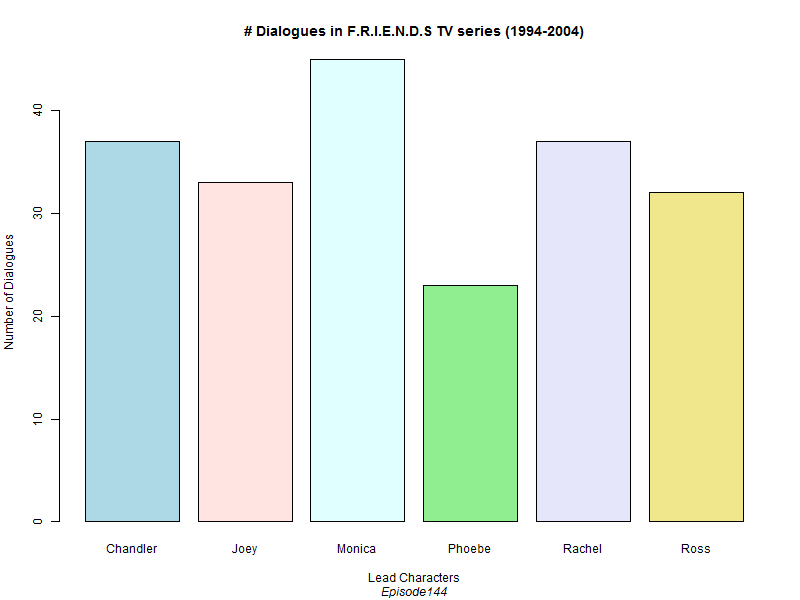 # Dialogues in F.R.I.E.N.D.S TV series (1994-2004)
Number of Dialogues
40
30
20
10
0
Chandler Joey Monica Phoebe Rachel Ross
Lead Characters
Episode144